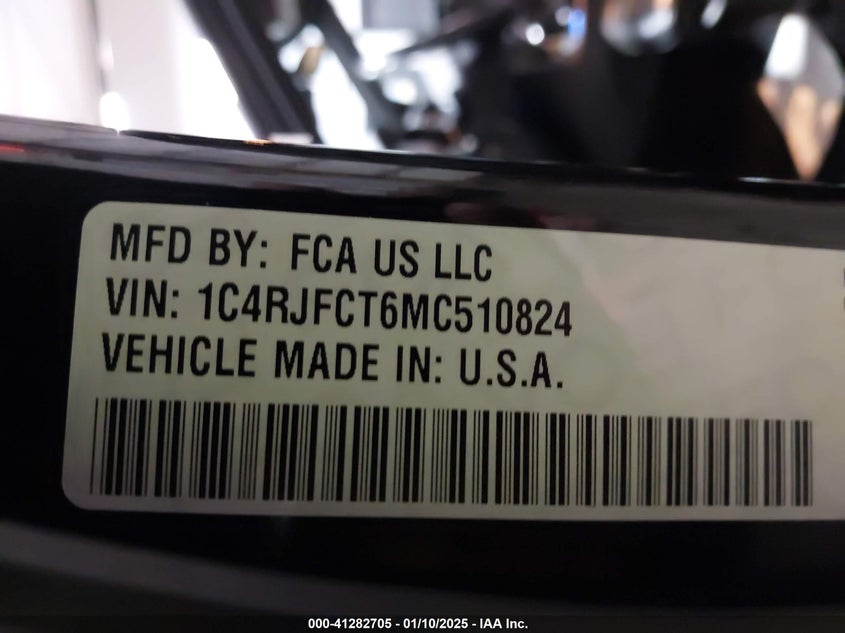 MFD BY: FCA US LLC
VIN: 1C4RJFCT6MC510824
VEHICLE MADE IN: U.S.A.
000-41282705 - 01/10/2025 - IAA Inc.